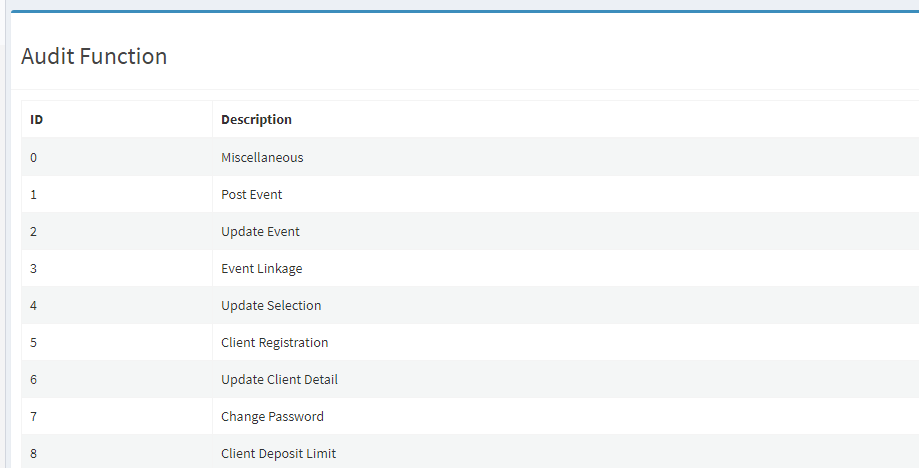 Audit Function
ID Description
0 Miscellaneous
1 Post Event
2 Update Event
3 Event Linkage
4 Update Selection
5 Client Registration
6 Update Client Detail
7 Change Password
8 Client Deposit Limit